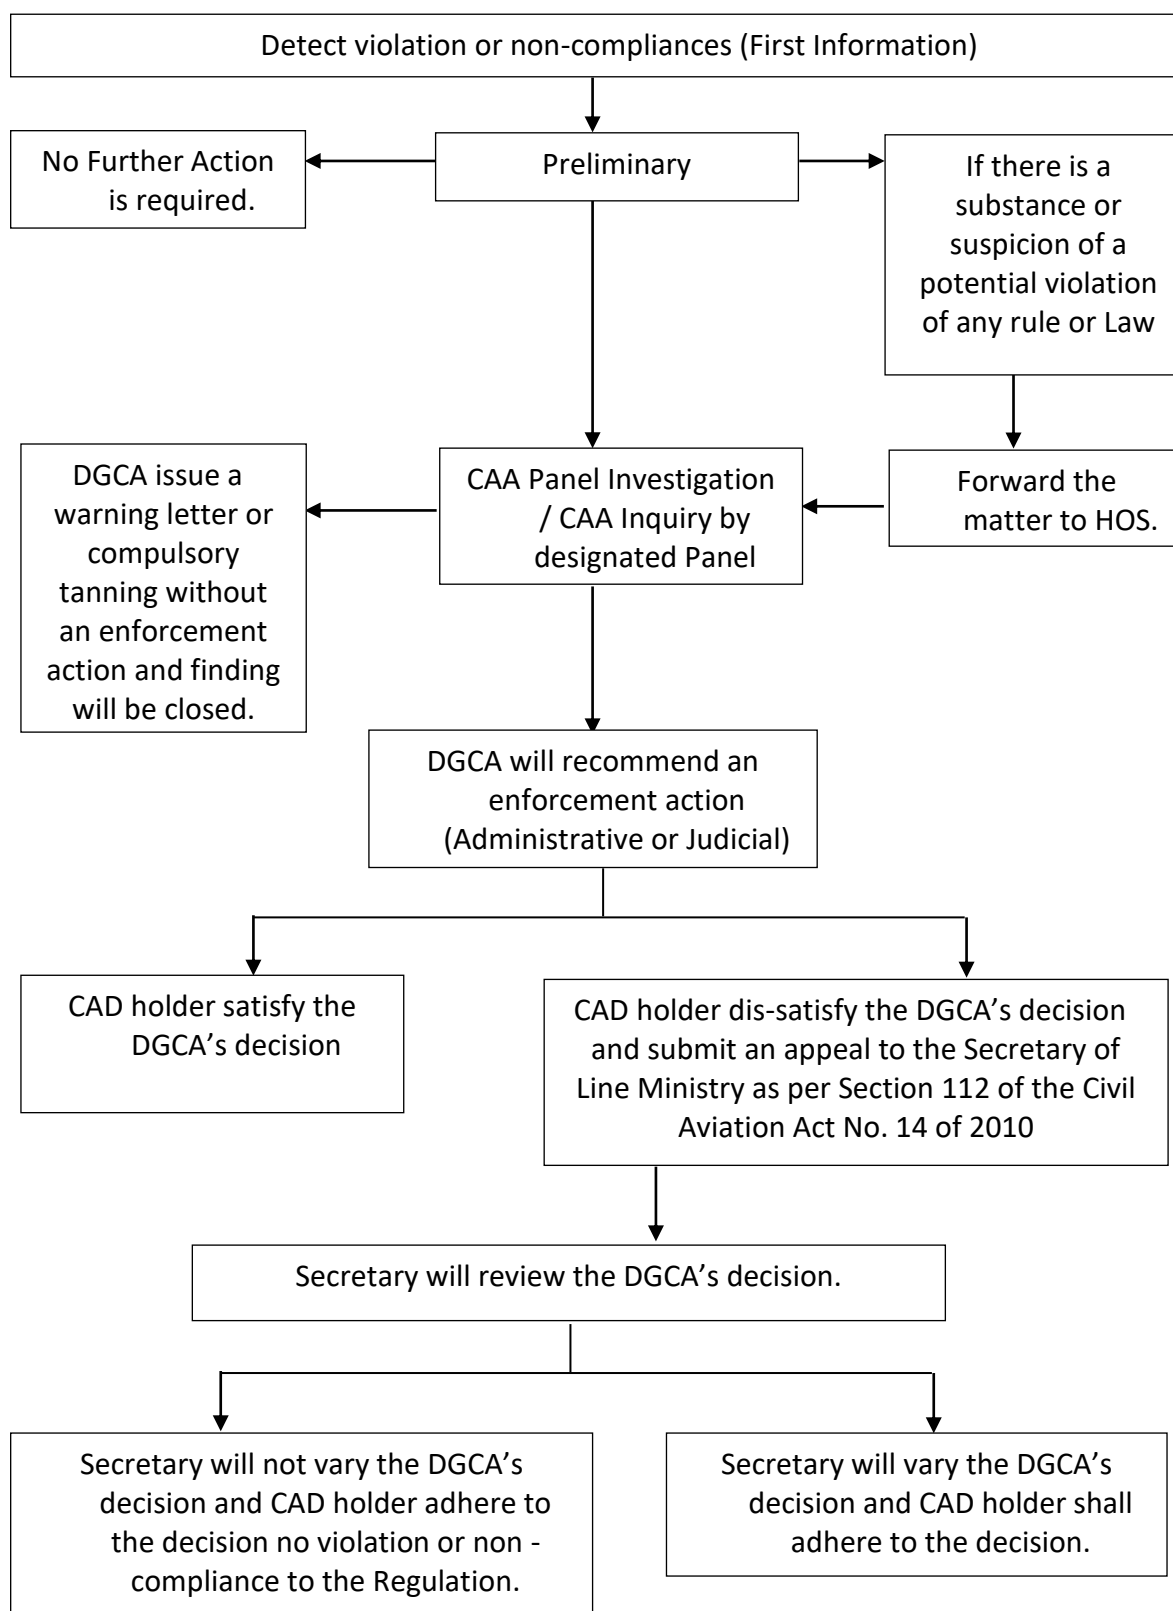 Detect violation or non-compliances (First Information)
No Further Action
is required.
Preliminary
If there is a
substance or
suspicion of a
potential violation
of any rule or Law
DGCA issue a
warning letter or
compulsory
tanning without
an enforcement
action and finding
will be closed.
CAA Panel Investigation
/ CAA Inquiry by
designated Panel
Forward the
matter to HOS.
DGCA will recommend an
enforcement action
(Administrative or Judicial)
CAD holder satisfy the
DGCA’s decision
CAD holder dis-satisfy the DGCA’s decision
and submit an appeal to the Secretary of
Line Ministry as per Section 112 of the Civil
Aviation Act No. 14 of 2010
Secretary will review the DGCA’s decision.
Secretary will not vary the DGCA’s
decision and CAD holder adhere to
the decision no violation or non -
compliance to the Regulation.
Secretary will vary the DGCA’s
decision and CAD holder shall
adhere to the decision.